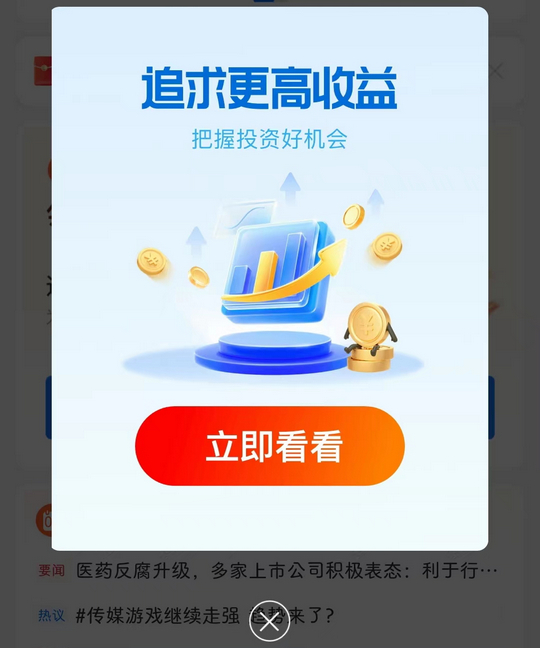 追求更高收益
把握投资好机会
立即看看
要闻 医药反腐升级，多家上市公司积极表态：利于行…
热议 #传媒游戏继续走强 趋势来了?